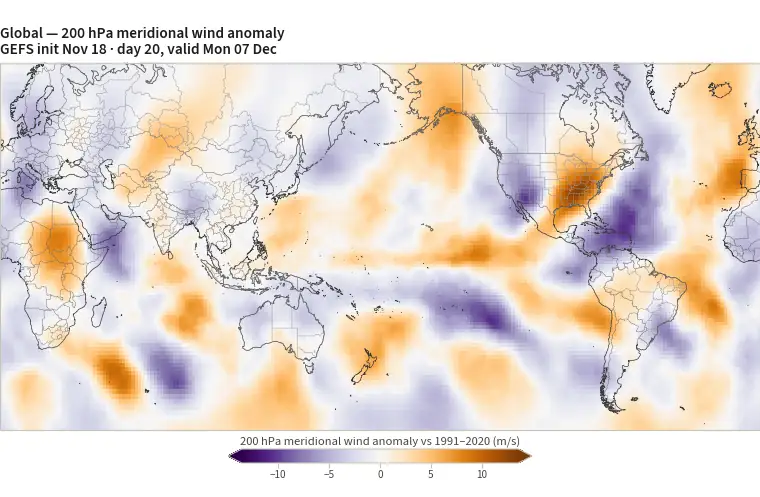 Global — 200 hPa meridional wind anomaly
GEFS init Nov 18 · day 20, valid Mon 07 Dec
200 hPa meridional wind anomaly vs 1991–2020 (m/s)
−10 −5 0 5 10